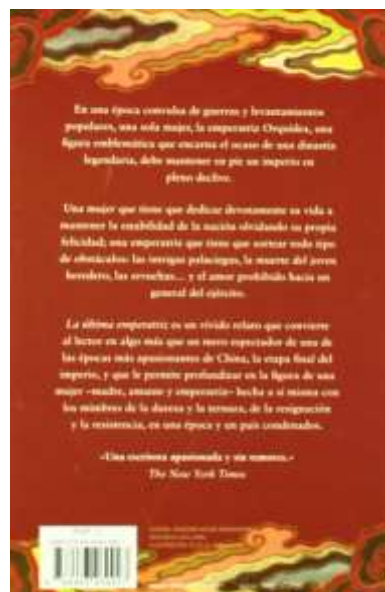 En una época convulsa de guerras y levantamientos
populares, una sola mujer, la emperatriz Orquídea, una
figura emblemática que encarna el ocaso de una dinastía
legendaria, debe mantener en pie un imperio en
pleno declive.
Una mujer que tiene que dedicar devotamente su vida a
mantener la estabilidad de la nación olvidando su propia
felicidad; una emperatriz que tiene que sortear todo tipo
de obstáculos: las intrigas palaciegas, la muerte del joven
heredero, las revueltas... y el amor prohibido hacia un
general del ejército.
La última emperatriz es un vívido relato que convierte
al lector en algo más que un mero espectador de una de
las épocas más apasionantes de China, la etapa final del
imperio, y que le permite profundizar en la figura de una
mujer –madre, amante y emperatriz– hecha a sí misma con
los mimbres de la dureza y la ternura, de la resignación
y la resistencia, en una época y un país condenados.
«Una escritora apasionada y sin temores.»
The New York Times